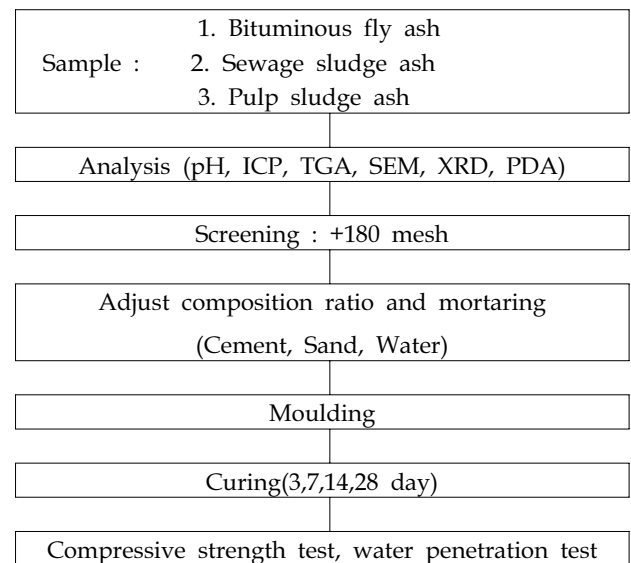 1. Bituminous fly ash
Sample : 2. Sewage sludge ash
3. Pulp sludge ash
Analysis (pH, ICP, TGA, SEM, XRD, PDA)
Screening : +180 mesh
Adjust composition ratio and mortaring
(Cement, Sand, Water)
Moulding
Curing(3,7,14,28 day)
Compressive strength test, water penetration test